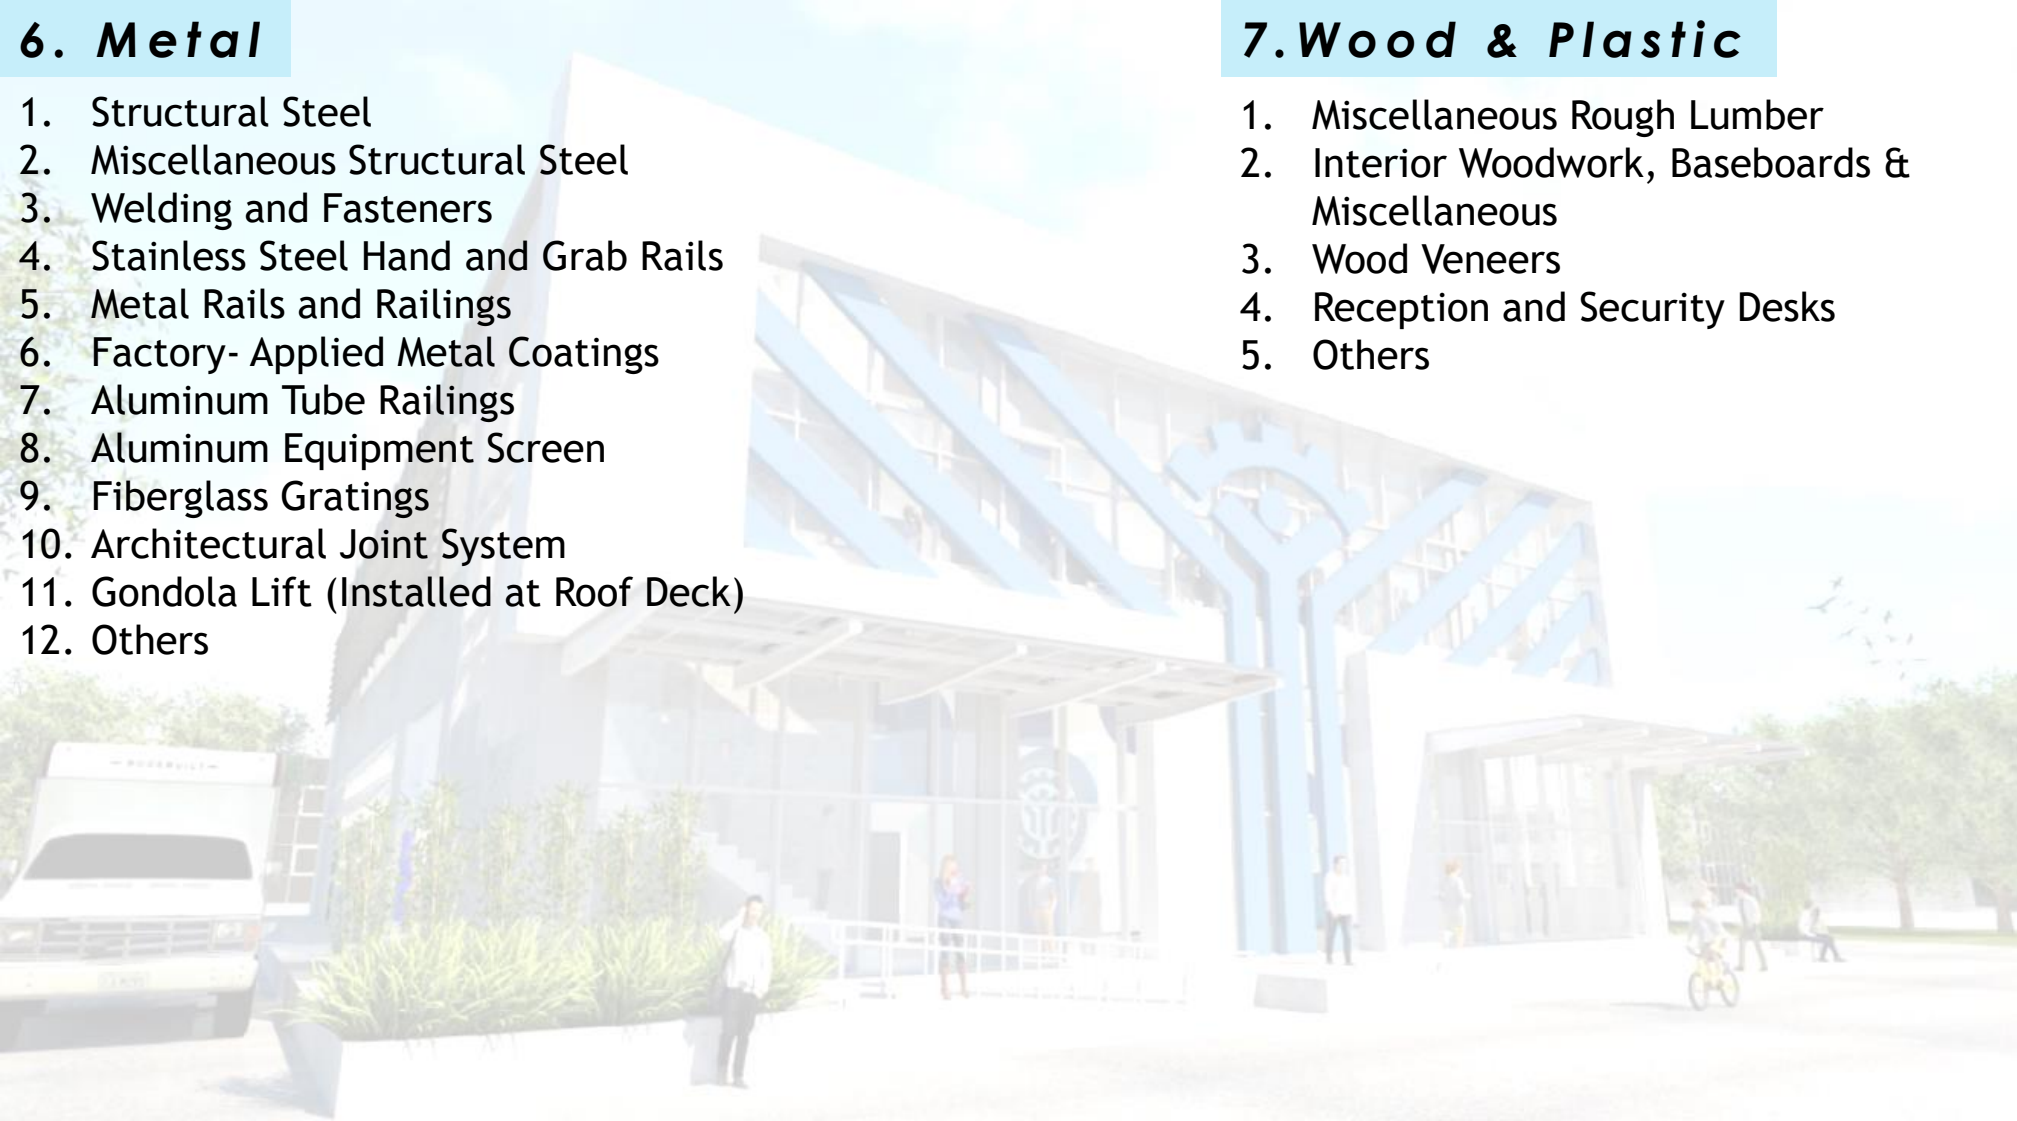 6. Metal
1. Structural Steel
2. Miscellaneous Structural Steel
3. Welding and Fasteners
4. Stainless Steel Hand and Grab Rails
5. Metal Rails and Railings
6. Factory- Applied Metal Coatings
7. Aluminum Tube Railings
8. Aluminum Equipment Screen
9. Fiberglass Gratings
10. Architectural Joint System
11. Gondola Lift (Installed at Roof Deck)
12. Others
7.Wood & Plastic
1. Miscellaneous Rough Lumber
2. Interior Woodwork, Baseboards &
Miscellaneous
3. Wood Veneers
4. Reception and Security Desks
5. Others